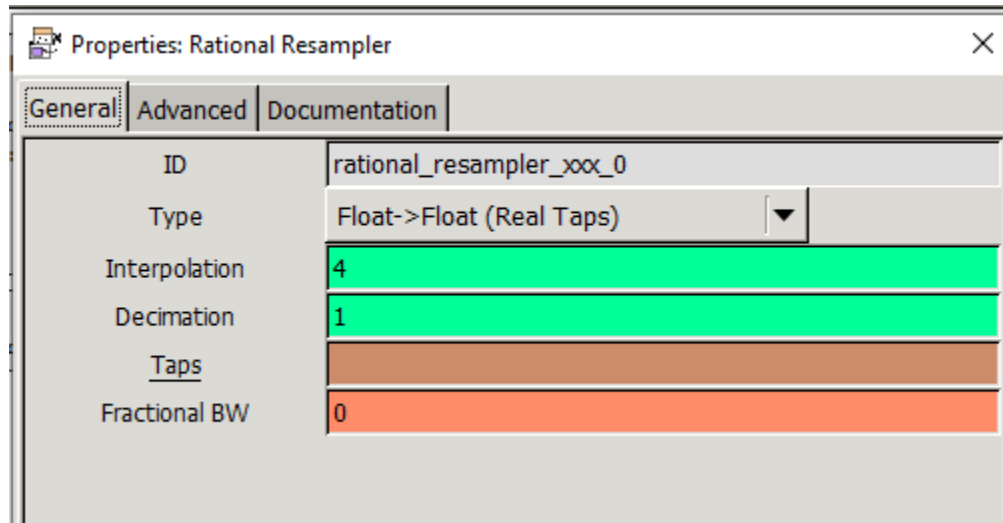 Properties: Rational Resampler
General Advanced Documentation
ID rational_resampler_xxx_0
Type Float->Float (Real Taps)
Interpolation 4
Decimation 1
Taps
Fractional BW 0